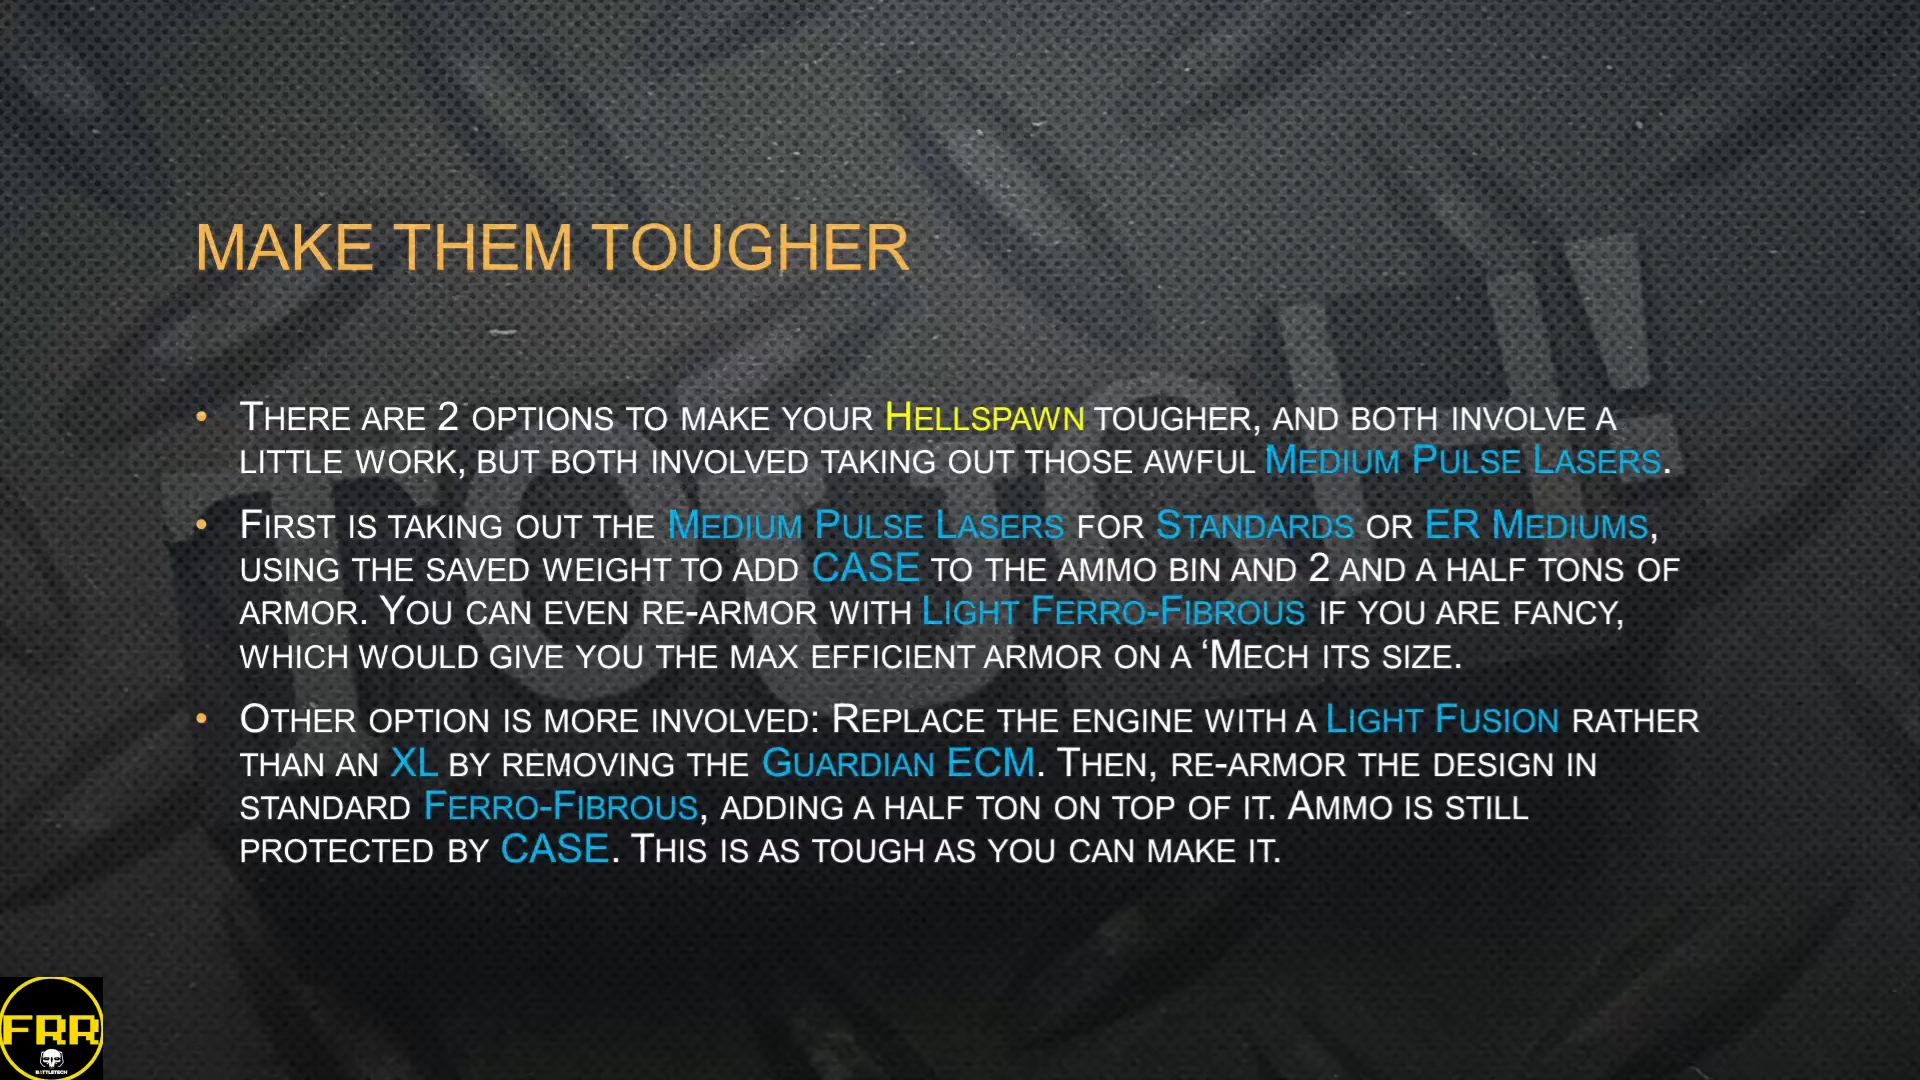 MAKE THEM TOUGHER
• THERE ARE 2 OPTIONS TO MAKE YOUR HELLSPAWN TOUGHER, AND BOTH INVOLVE A
LITTLE WORK, BUT BOTH INVOLVED TAKING OUT THOSE AWFUL MEDIUM PULSE LASERS.
• FIRST IS TAKING OUT THE MEDIUM PULSE LASERS FOR STANDARDS OR ER MEDIUMS,
USING THE SAVED WEIGHT TO ADD CASE TO THE AMMO BIN AND 2 AND A HALF TONS OF
ARMOR. YOU CAN EVEN RE-ARMOR WITH LIGHT FERRO-FIBROUS IF YOU ARE FANCY,
WHICH WOULD GIVE YOU THE MAX EFFICIENT ARMOR ON A ‘MECH ITS SIZE.
• OTHER OPTION IS MORE INVOLVED: REPLACE THE ENGINE WITH A LIGHT FUSION RATHER
THAN AN XL BY REMOVING THE GUARDIAN ECM. THEN, RE-ARMOR THE DESIGN IN
STANDARD FERRO-FIBROUS, ADDING A HALF TON ON TOP OF IT. AMMO IS STILL
PROTECTED BY CASE. THIS IS AS TOUGH AS YOU CAN MAKE IT.
TOUGH!
FRR
BATTLETECH